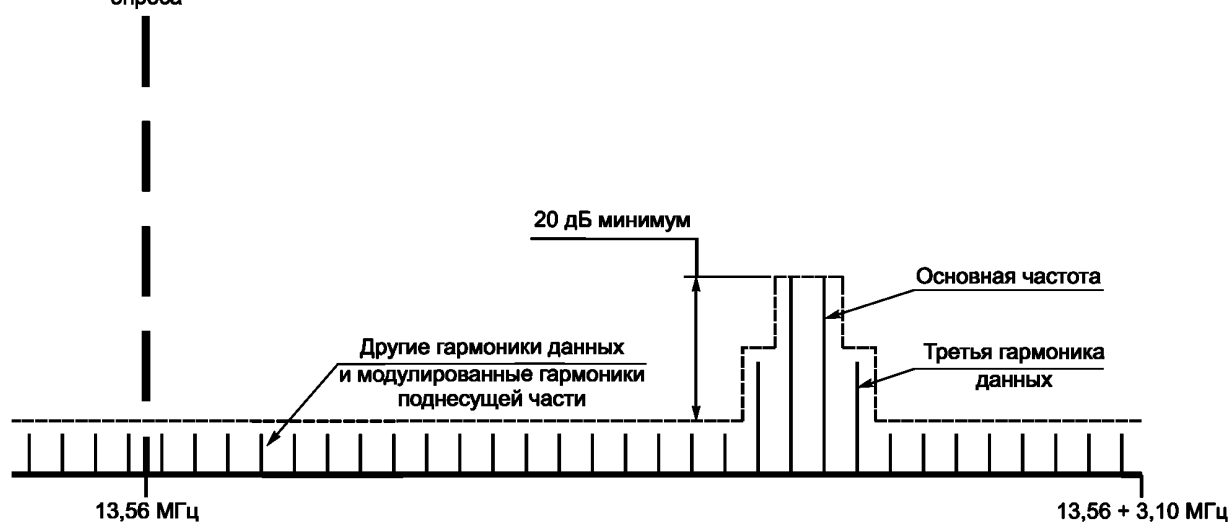 20 дБ минимум
Основная частота
Другие гармоники данных
и модулированные гармоники
поднесущей части
Третья гармоника
данных
13,56 МГц
13,56 + 3,10 МГц